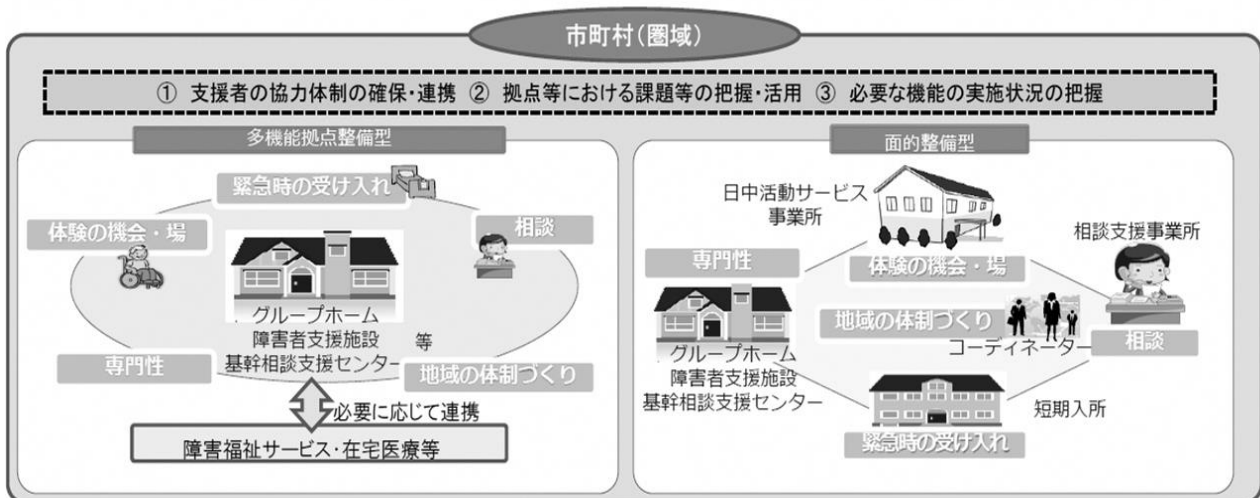 市町村(圏域)
① 支援者の協力体制の確保・連携 ② 拠点等における課題等の把握・活用 ③ 必要な機能の実施状況の把握
多機能拠点整備型
緊急時の受け入れ
体験の機会・場
相談
グループホーム
障害者支援施設 等
基幹相談支援センター
専門性
地域の体制づくり
必要に応じて連携
障害福祉サービス・在宅医療等
面的整備型
日中活動サービス
事業所
相談支援事業所
専門性
体験の機会・場
地域の体制づくり
コーディネーター
相談
グループホーム
障害者支援施設
基幹相談支援センター
短期入所
緊急時の受け入れ